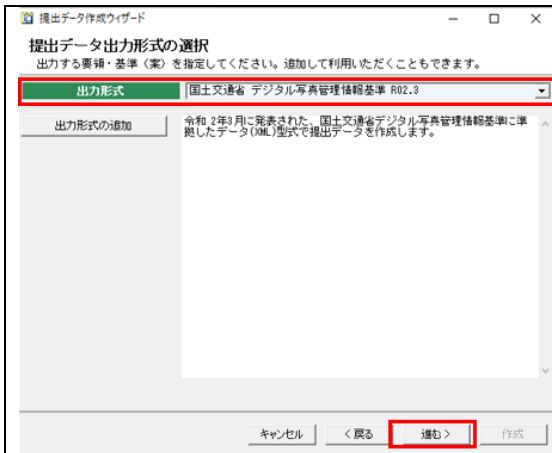 提出データ作成ウィザード
提出データ出力形式の選択
出力する要領・基準（案）を指定してください。追加して利用いただくこともできます。
出力形式 国土交通省 デジタル写真管理情報基準 R02.3
出力形式の追加
令和 2年3月に発表された、国土交通省デジタル写真管理情報基準に準
拠したデータ(XML)型式で提出データを作成します。
キャンセル < 戻る 進む > 作成